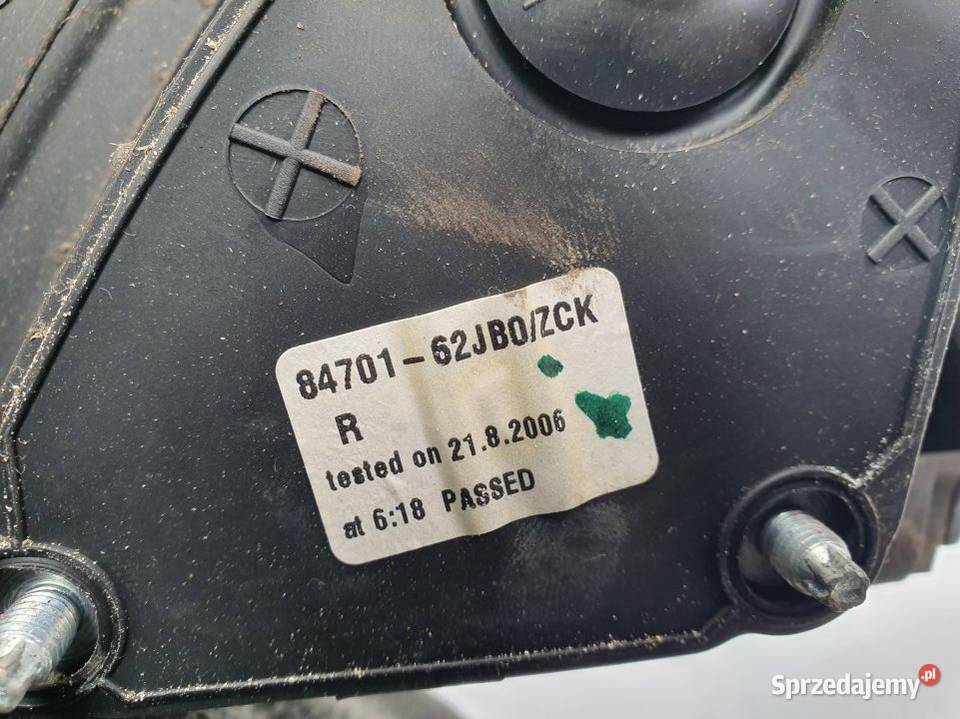 84701-62JB0/ZCK
R
tested on 21.8.2006
at 6:18 PASSED
Sprzedajemy.pl